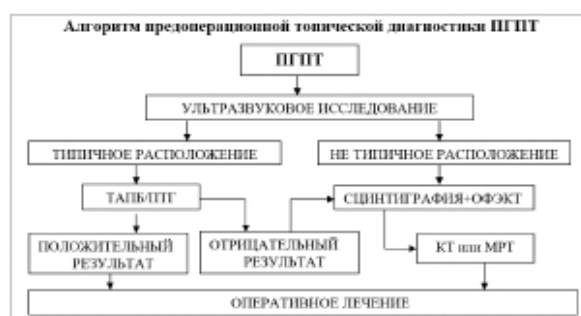 Алгоритм предоперационной топической диагностики ПГПТ
ПГПТ
УЛЬТРАЗВУКОВОЕ ИССЛЕДОВАНИЕ
ТИПИЧНОЕ РАСПОЛОЖЕНИЕ
НЕ ТИПИЧНОЕ РАСПОЛОЖЕНИЕ
ТАПБ/ПТГ
СЦИНТИГРАФИЯ+ОФЭКТ
ПОЛОЖИТЕЛЬНЫЙ
РЕЗУЛЬТАТ
ОТРИЦАТЕЛЬНЫЙ
РЕЗУЛЬТАТ
КТ или МРТ
ОПЕРАТИВНОЕ ЛЕЧЕНИЕ